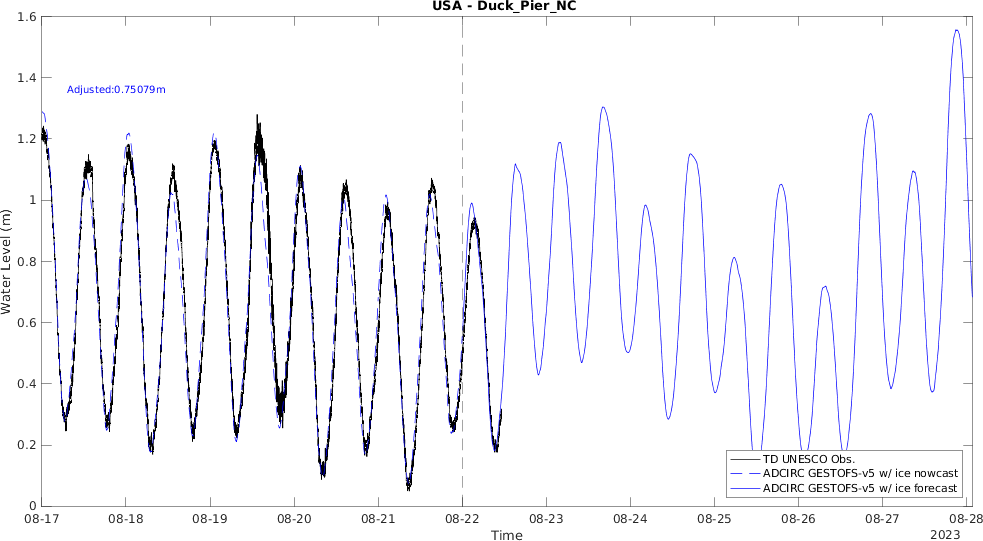 USA - Duck_Pier_NC
1.6
1.4
1.2
1
0.8
0.6
0.4
0.2
0
Water Level (m)
Adjusted:0.75079m
TD UNESCO Obs.
ADCIRC GESTOFS-v5 w/ ice nowcast
ADCIRC GESTOFS-v5 w/ ice forecast
08-17 08-18 08-19 08-20 08-21 08-22 08-23 08-24 08-25 08-26 08-27 08-28
Time
2023